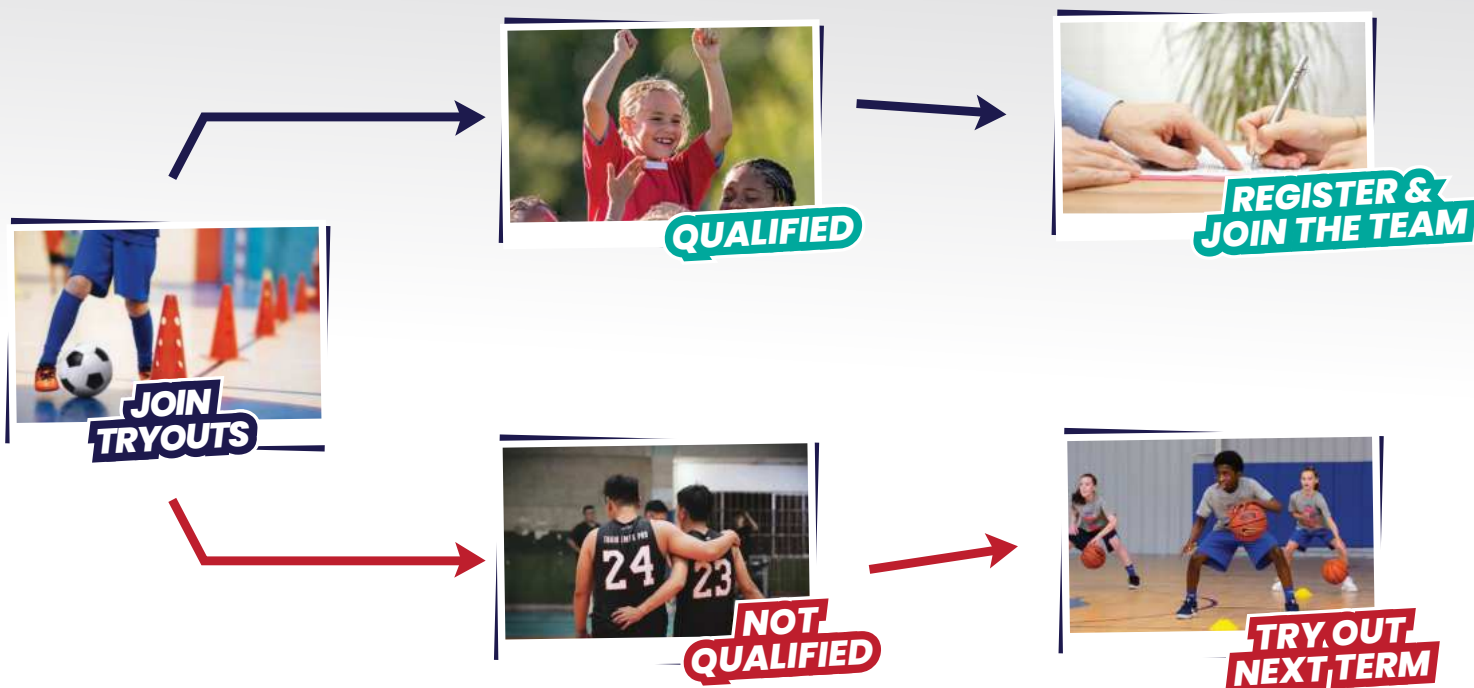 QUALIFIED
REGISTER &
JOIN THE TEAM
JOIN
TRYOUTS
24
23
NOT
QUALIFIED
TRY OUT
NEXT TERM